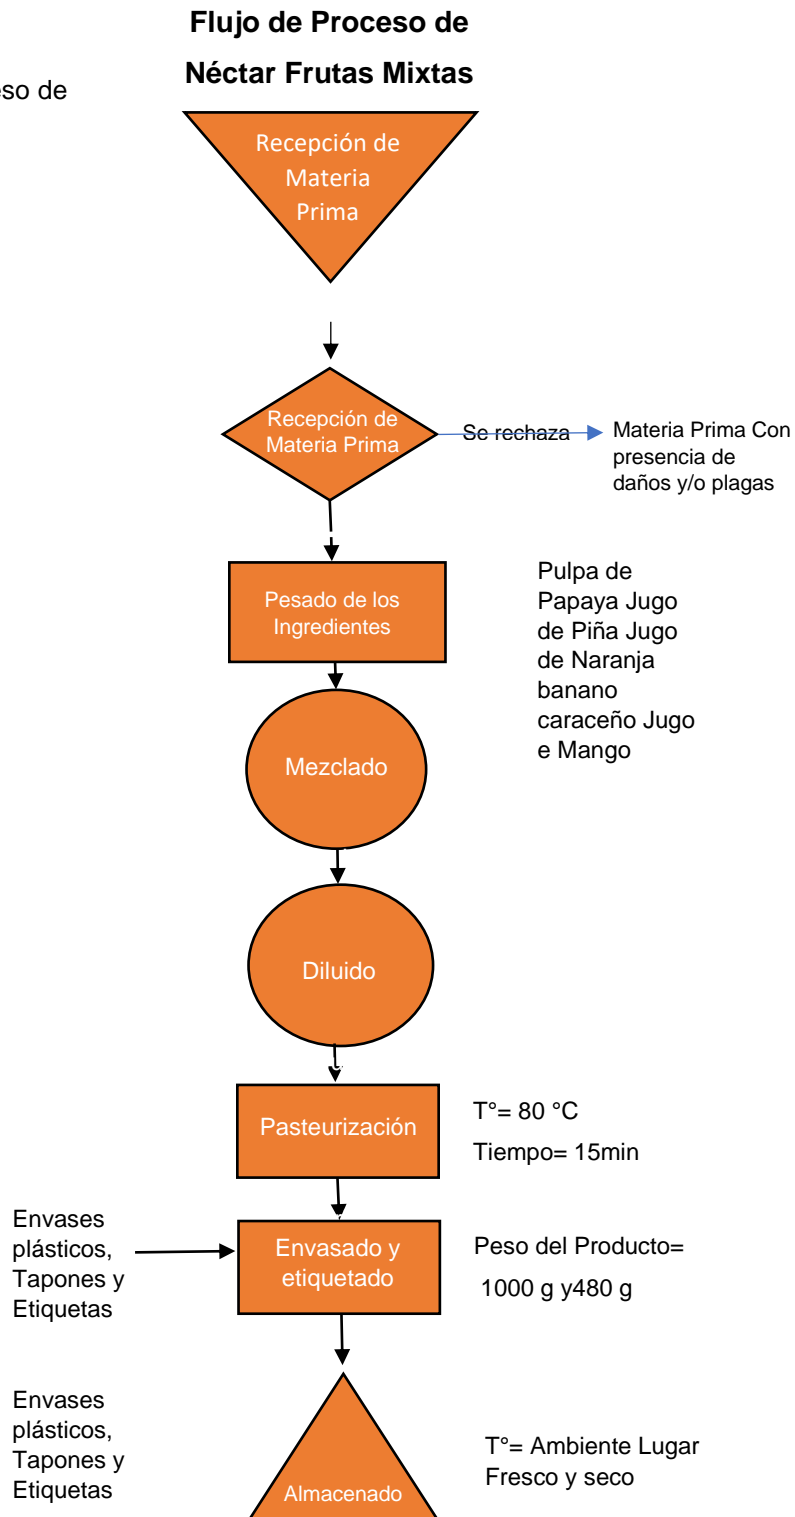 Flujo de Proceso de
Néctar Frutas Mixtas
so de
Recepción de
Materia
Prima
Recepción de
Materia Prima
Se rechaza
Materia Prima Con
presencia de
daños y/o plagas
Pesado de los
Ingredientes
Pulpa de
Papaya Jugo
de Piña Jugo
de Naranja
banano
caraceño Jugo
e Mango
Mezclado
Diluido
Pasteurización
T°= 80 °C
Tiempo= 15min
Envases
plásticos,
Tapones y
Etiquetas
Envasado y
etiquetado
Peso del Producto=
1000 g y480 g
Envases
plásticos,
Tapones y
Etiquetas
Almacenado
T°= Ambiente Lugar
Fresco y seco